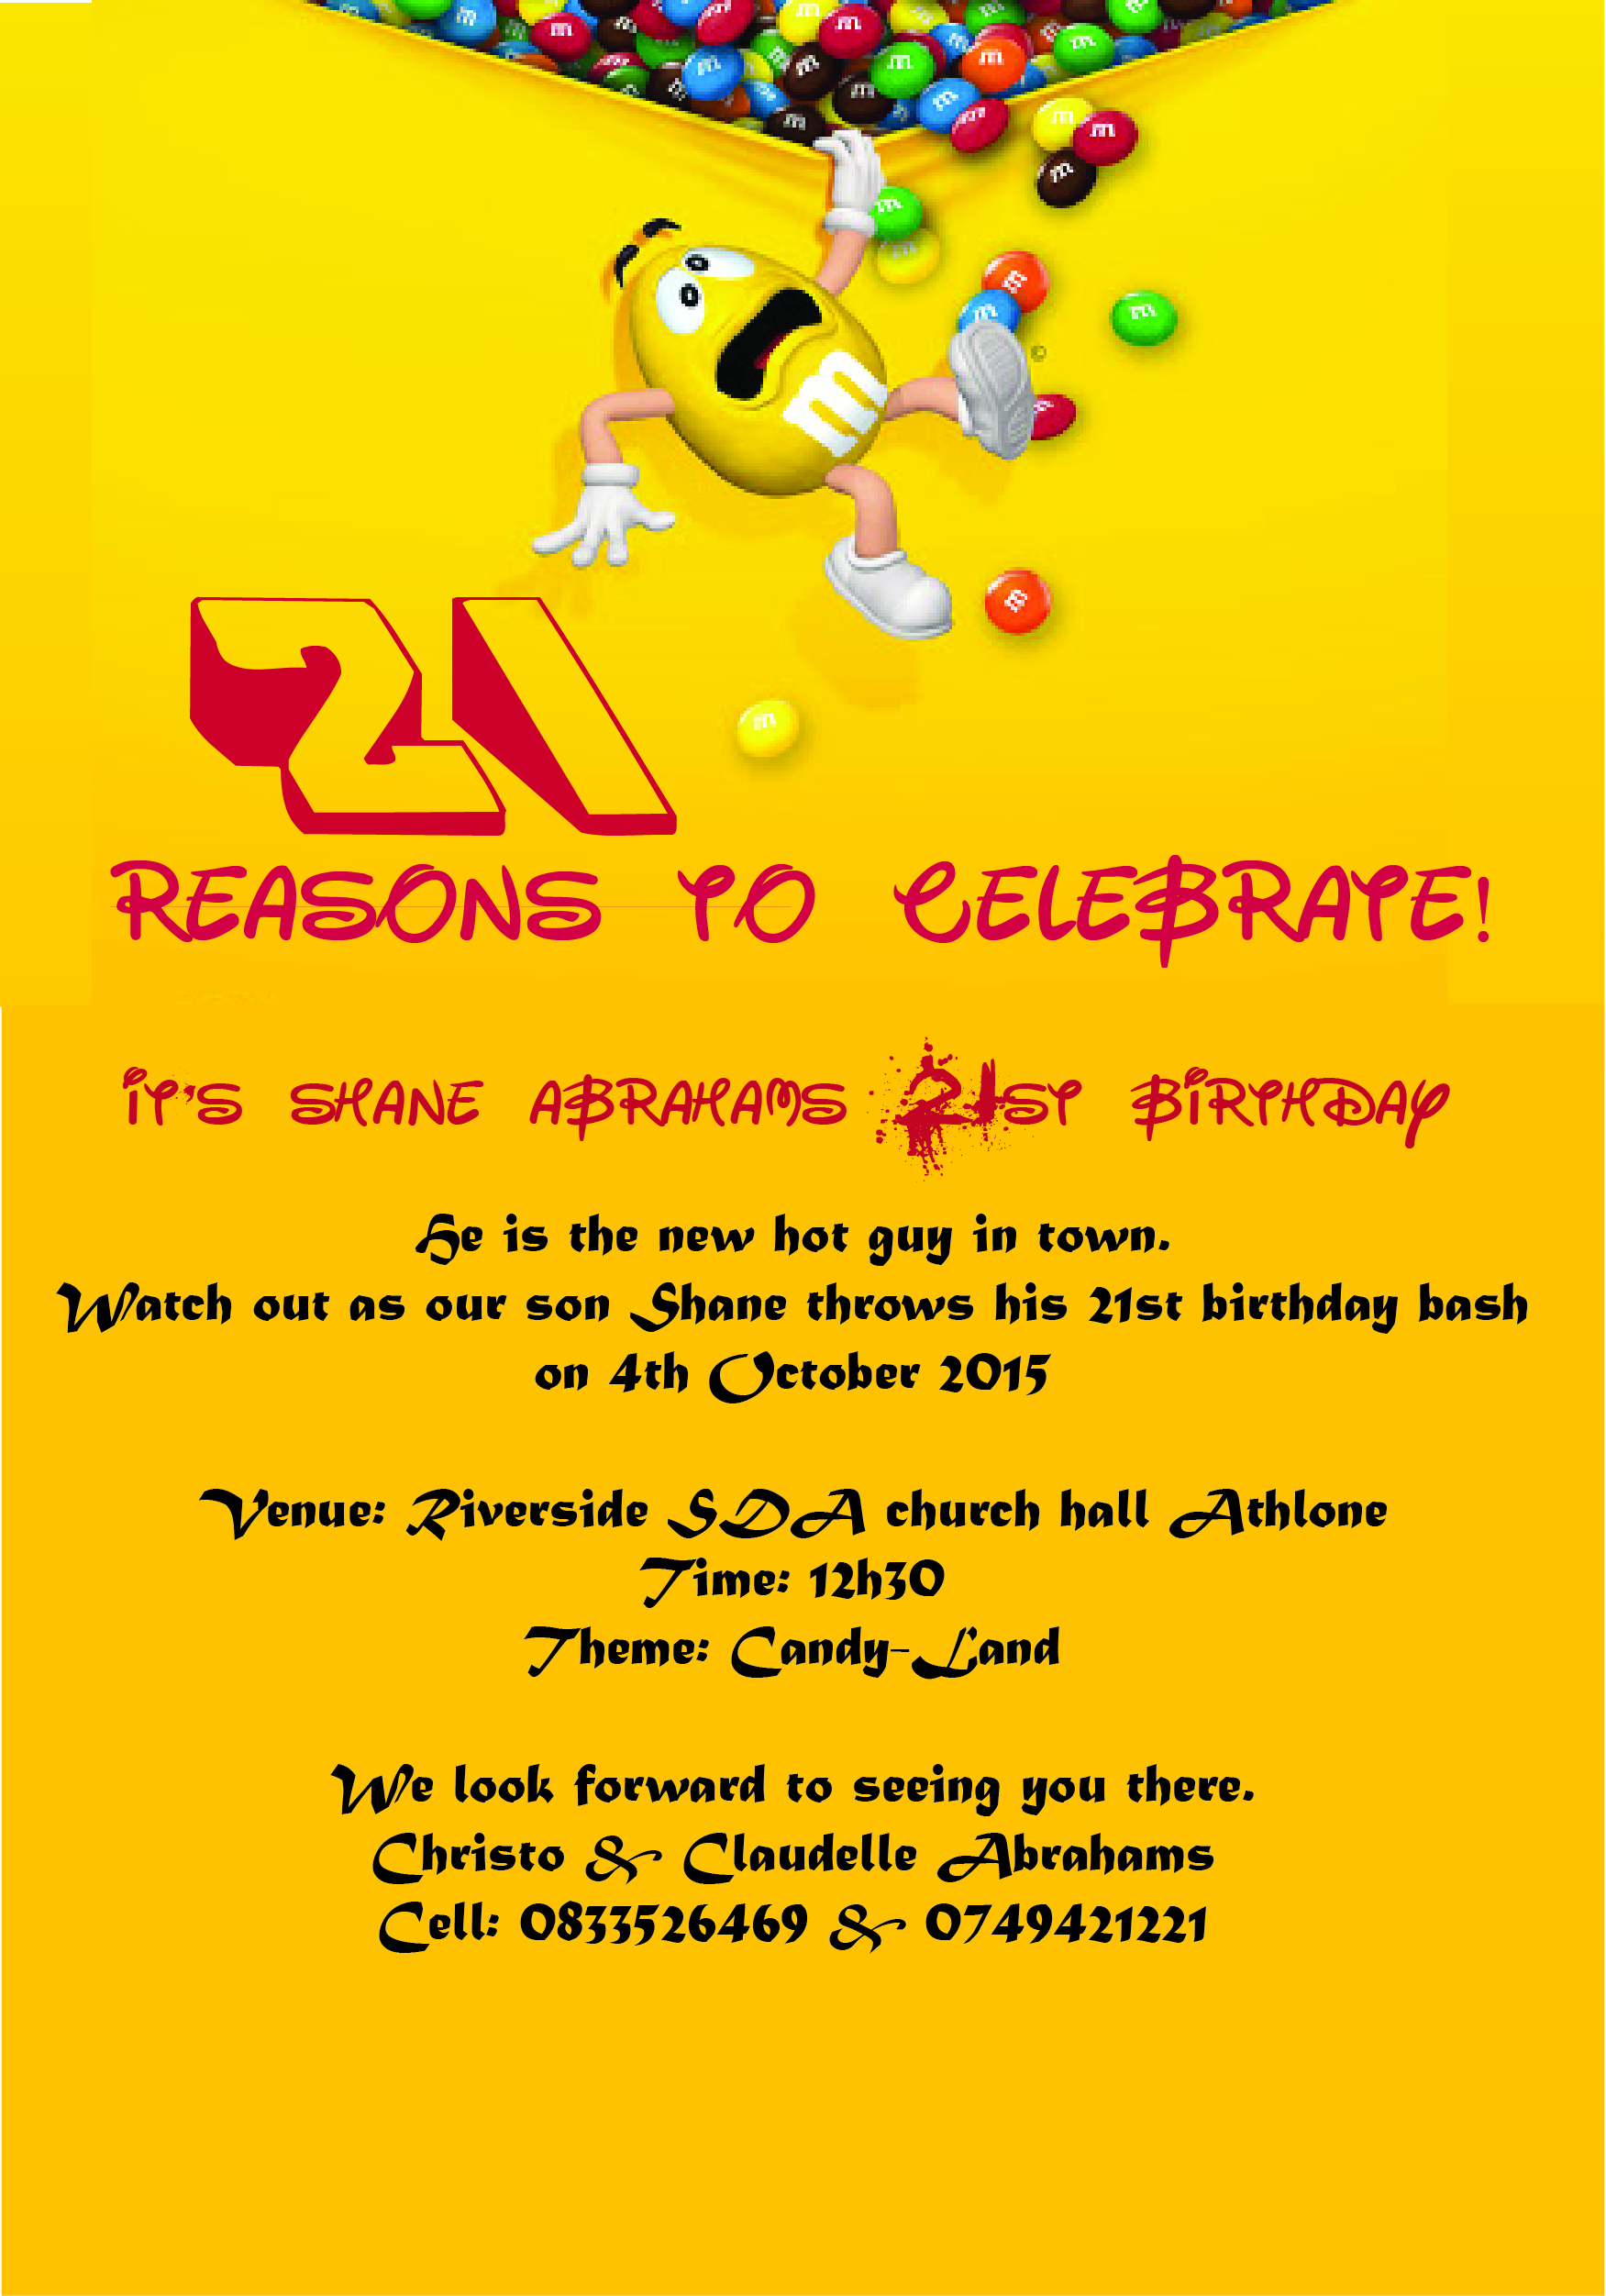 m
21
REASONS TO CELEBRATE!
IT'S SHANE ABRAHAMS 21ST BIRTHDAY
He is the new hot guy in town.
Watch out as our son Shane throws his 21st birthday bash
on 4th October 2015
Venue: Riverside SDA church hall Athlone
Time: 12h30
Theme: Candy-Land
We look forward to seeing you there.
Christo & Claudelle Abrahams
Cell: 0833526469 & 0749421221